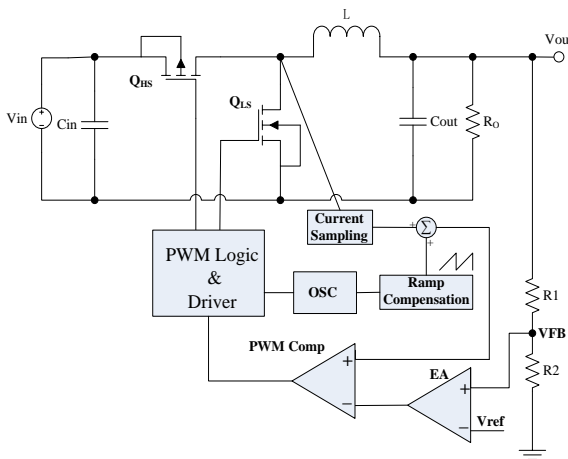 L
Vou
QHS
QLS
Vin
Cin
Cout
RO
Current
Sampling
+
Σ
+
PWM Logic
&
Driver
OSC
Ramp
Compensation
R1
PWM Comp
VFB
+
EA
R2
+
−
−
Vref